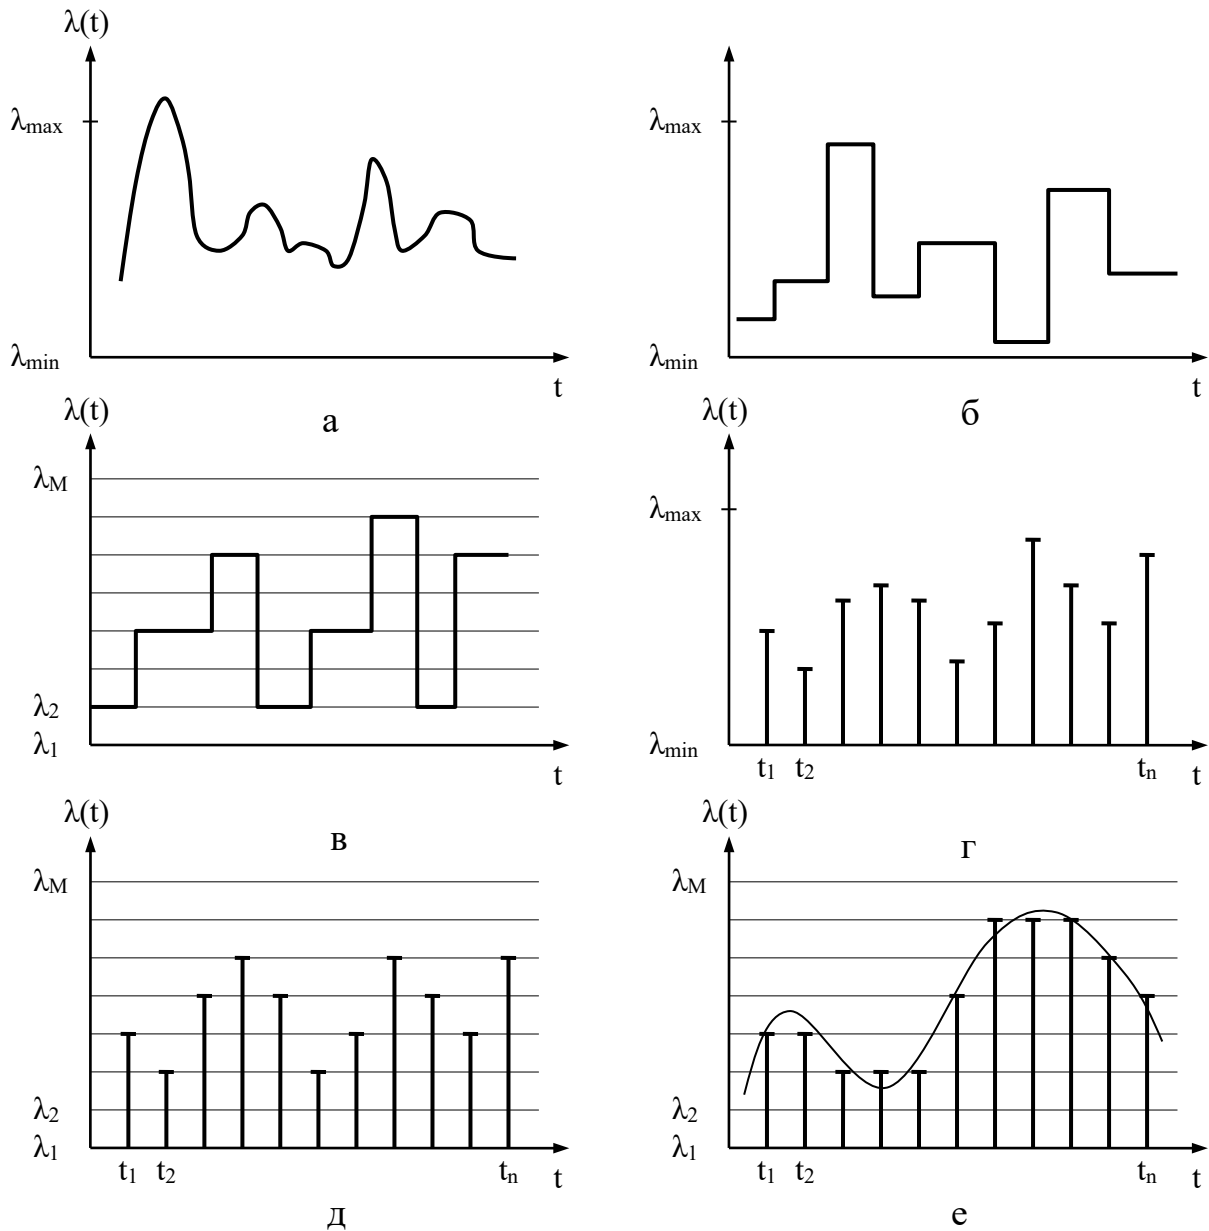 λ(t)
λmax
λmax
λmin
t
λmin
t
а
б
λ(t)
λ(t)
λM
λmax
λ2
λ1
t
λmin
t1 t2 tn t
в
г
λ(t)
λ(t)
λM
λM
λ2
λ1
t1 t2 tn t
λ2
λ1
t1 t2 tn t
д
е